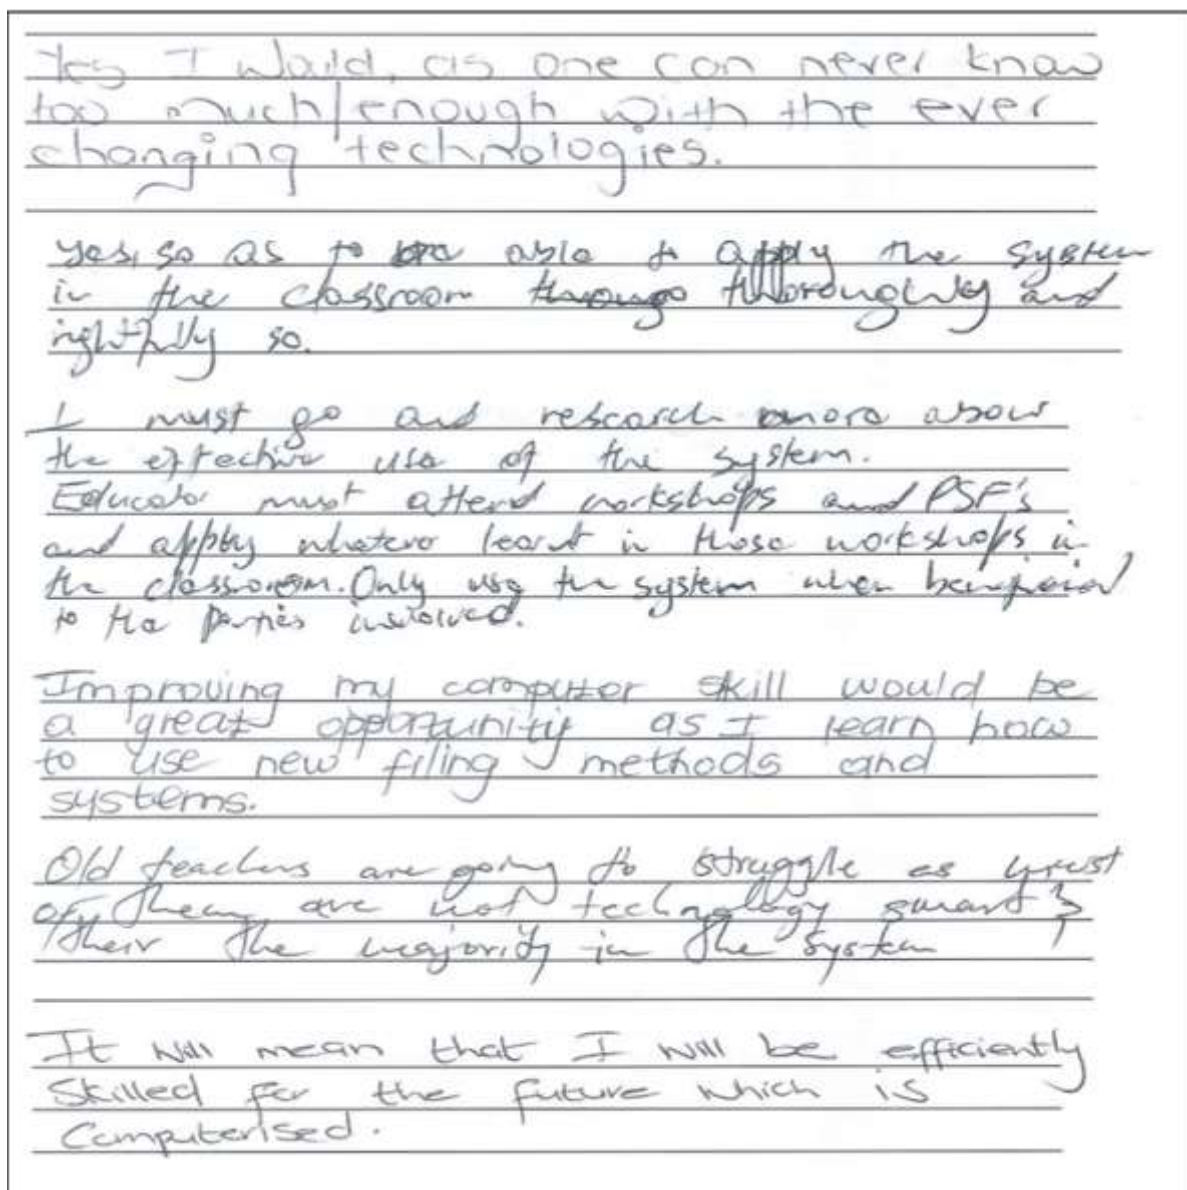 Yes I would, as one can never know
too much/enough with the ever
changing technologies.
Yes, so as to be able to apply the system
in the classroom thoroughly and
rightfully so.
I must go and research more about
the effective use of the system.
Educator must attend workshops and PSF's
and apply whatever learnt in those workshops in
the classroom. Only use the system when beneficial
to the parties involved.
Improving my computer skill would be
a great opportunity as I learn how
to use new filing methods and
systems.
Old teachers are going to struggle as most
of them are not technology smart &
their the majority in the system
It will mean that I will be efficiently
skilled for the future which is
Computerised.